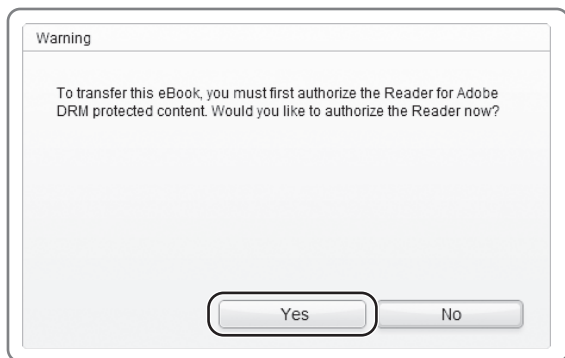 Warning
To transfer this eBook, you must first authorize the Reader for Adobe
DRM protected content. Would you like to authorize the Reader now?
Yes
No